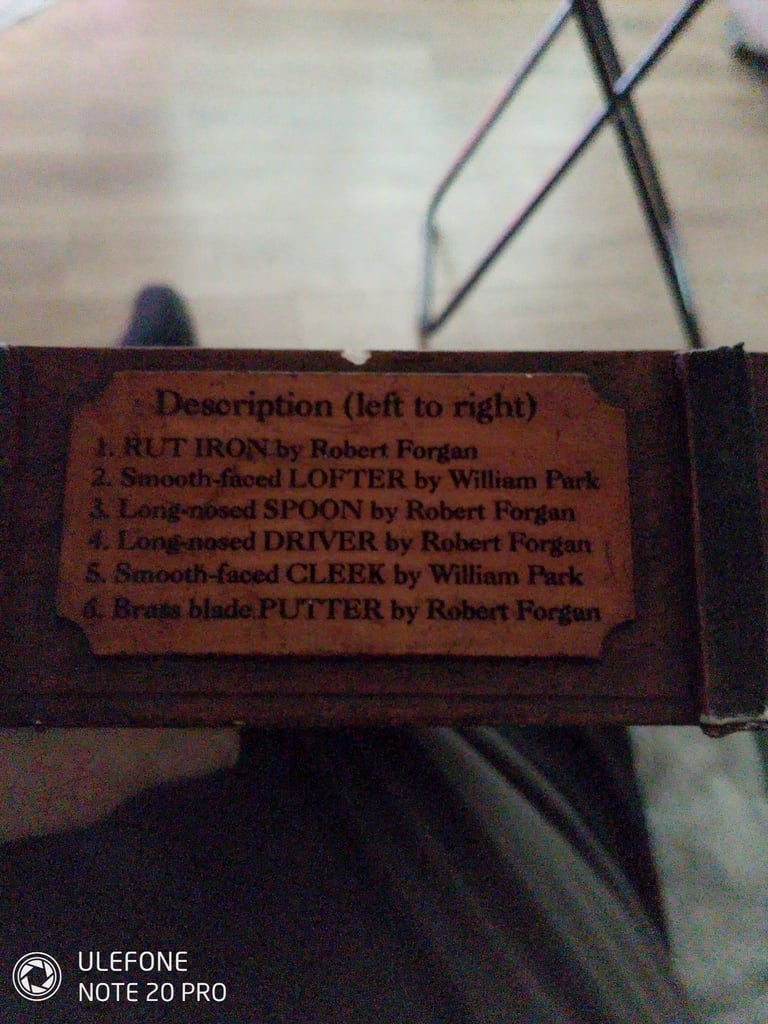 Description (left to right)
1. RUT IRON by Robert Forgan
2. Smooth-faced LOFTER by William Park
3. Long-nosed SPOON by Robert Forgan
4. Long-nosed DRIVER by Robert Forgan
5. Smooth-faced CLEEK by William Park
6. Brass blade PUTTER by Robert Forgan
ULEFONE
NOTE 20 PRO